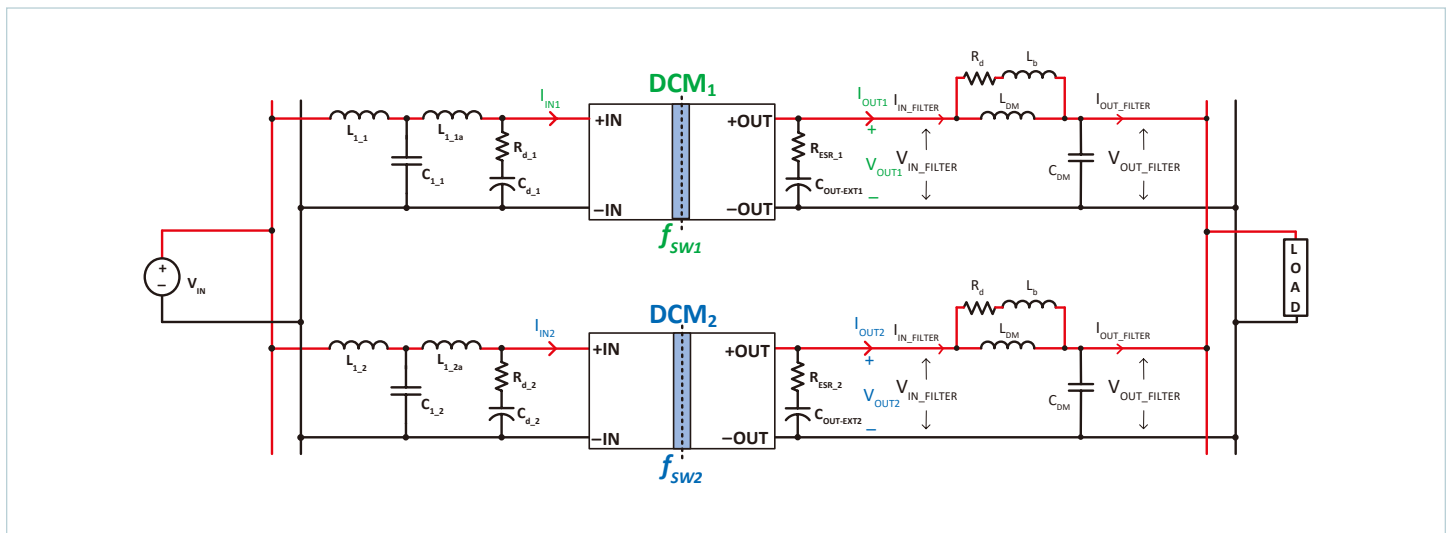 DCM1
IIN1
L1_1
L1_1a
C1_1
Rd_1
Cd_1
+IN
−IN
+OUT
−OUT
fSW1
RESR_1
COUT-EXT1
IOUT1
+
VOUT1
−
IIN_FILTER
VIN_FILTER
Rd
Lb
LDM
CDM
IOUT_FILTER
VOUT_FILTER
+
−
VIN
LOAD
DCM2
IIN2
L1_2
L1_2a
C1_2
Rd_2
Cd_2
+IN
−IN
+OUT
−OUT
fSW2
RESR_2
COUT-EXT2
IOUT2
+
VOUT2
−
IIN_FILTER
VIN_FILTER
Rd
Lb
LDM
CDM
IOUT_FILTER
VOUT_FILTER